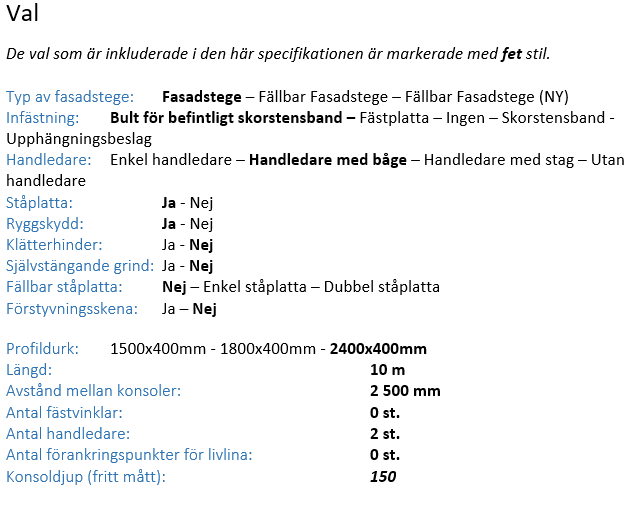 Val
De val som är inkluderade i den här specifikationen är markerade med fet stil.
Typ av fasadstege: Fasadstege – Fällbar Fasadstege – Fällbar Fasadstege (NY)
Infästning: Bult för befintligt skorstensband – Fästplatta – Ingen – Skorstensband -
Upphängningsbeslag
Handledare: Enkel handledare – Handledare med båge – Handledare med stag – Utan
handledare
Ståplatta: Ja - Nej
Ryggskydd: Ja - Nej
Klätterhinder: Ja - Nej
Självstängande grind: Ja - Nej
Fällbar ståplatta: Nej – Enkel ståplatta – Dubbel ståplatta
Förstyvningsskena: Ja – Nej
Profildurk: 1500x400mm - 1800x400mm - 2400x400mm
Längd: 10 m
Avstånd mellan konsoler: 2 500 mm
Antal fästvinklar: 0 st.
Antal handledare: 2 st.
Antal förankringspunkter för livlina: 0 st.
Konsoldjup (fritt mått): 150